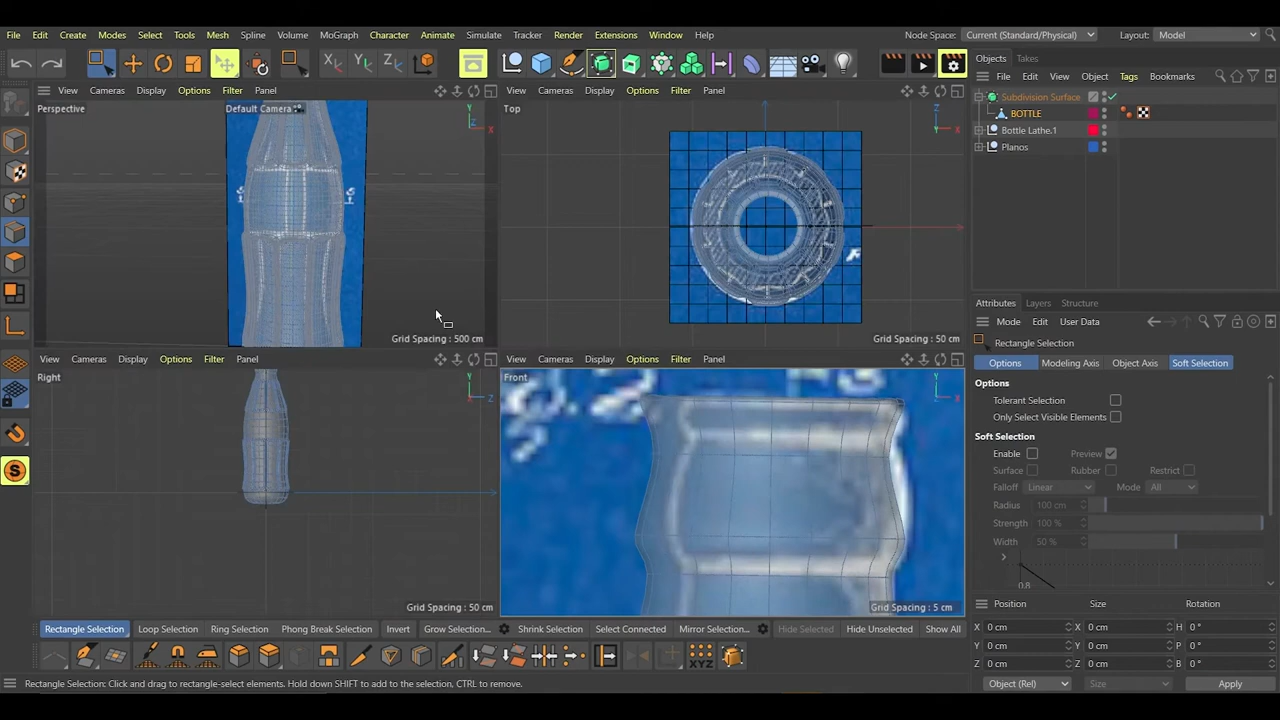 File Edit Create Modes Select Tools Mesh Spline Volume MoGraph Character Animate Simulate Tracker Render Extensions Window Help Node Space: Current (Standard/Physical) Layout: Model
Objects Takes
File Edit View Object Tags Bookmarks
View Cameras Display Options Filter Panel
View Cameras Display Options Filter Panel
Subdivision Surface
BOTTLE
Bottle Lathe.1
Planos
Perspective
Default Camera
Y
Z
X
Top
Z
Y
X
Grid Spacing : 500 cm
Grid Spacing : 50 cm
View Cameras Display Options Filter Panel
View Cameras Display Options Filter Panel
Right
Y
X
Z
Front
Y
Z
X
Grid Spacing : 50 cm
Grid Spacing : 5 cm
Attributes Layers Structure
Mode Edit User Data
Rectangle Selection
Options Modeling Axis Object Axis Soft Selection
Options
Tolerant Selection
Only Select Visible Elements
Soft Selection
Enable Preview
Surface Rubber Restrict
Falloff Linear Mode All
Radius 100 cm
Strength 100 %
Width 50 %
0.8
Position Size Rotation
X 0 cm X 0 cm H 0 °
Y 0 cm Y 0 cm P 0 °
Z 0 cm Z 0 cm B 0 °
Object (Rel) Size Apply
Rectangle Selection Loop Selection Ring Selection Phong Break Selection Invert Grow Selection... Shrink Selection Select Connected Mirror Selection... Hide Selected Hide Unselected Show All
XYZ
Rectangle Selection: Click and drag to rectangle-select elements. Hold down SHIFT to add to the selection, CTRL to remove.